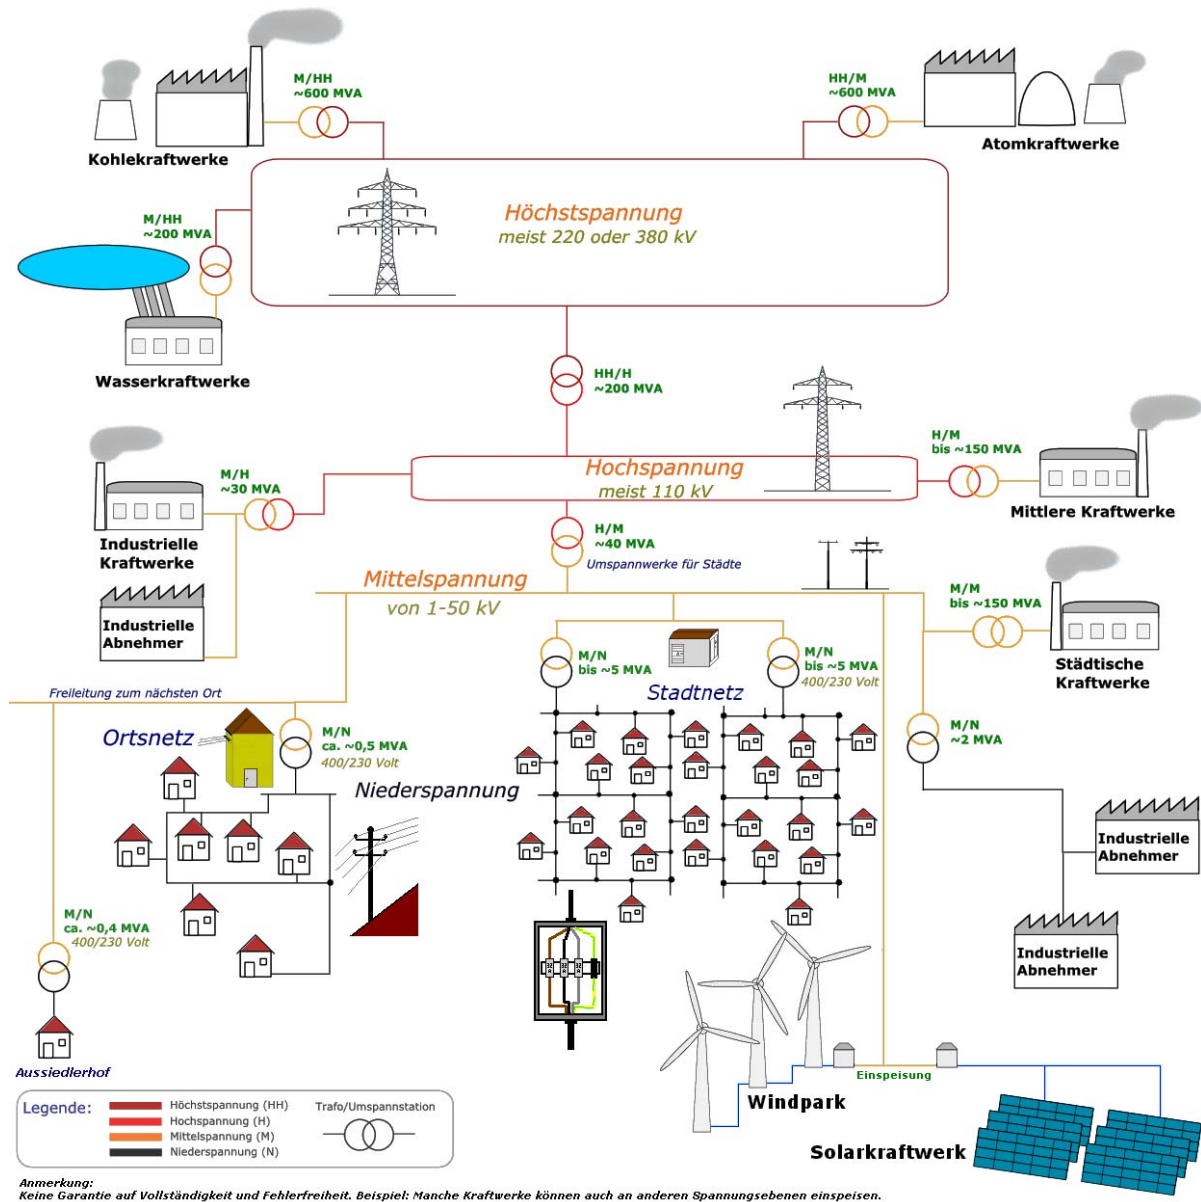 M/HH
~600 MVA
Kohlekraftwerke
HH/M
~600 MVA
Atomkraftwerke
Höchstspannung
meist 220 oder 380 kV
M/HH
~200 MVA
Wasserkraftwerke
HH/H
~200 MVA
Hochspannung
meist 110 kV
H/M
bis ~150 MVA
Mittlere Kraftwerke
M/H
~30 MVA
Industrielle
Kraftwerke
Industrielle
Abnehmer
H/M
~40 MVA
Umspannwerke für Städte
Mittelspannung
von 1-50 kV
M/M
bis ~150 MVA
Städtische
Kraftwerke
M/N
bis ~5 MVA
M/N
bis ~5 MVA
400/230 Volt
Stadtnetz
Freileitung zum nächsten Ort
Ortsnetz
M/N
ca. ~0,5 MVA
400/230 Volt
Niederspannung
M/N
~2 MVA
Industrielle
Abnehmer
Industrielle
Abnehmer
M/N
ca. ~0,4 MVA
400/230 Volt
Aussiedlerhof
Einspeisung
Windpark
Solarkraftwerk
Legende:
Höchstspannung (HH)
Hochspannung (H)
Mittelspannung (M)
Niederspannung (N)
Trafo/Umspannstation
Anmerkung:
Keine Garantie auf Vollständigkeit und Fehlerfreiheit. Beispiel: Manche Kraftwerke können auch an anderen Spannungsebenen einspeisen.